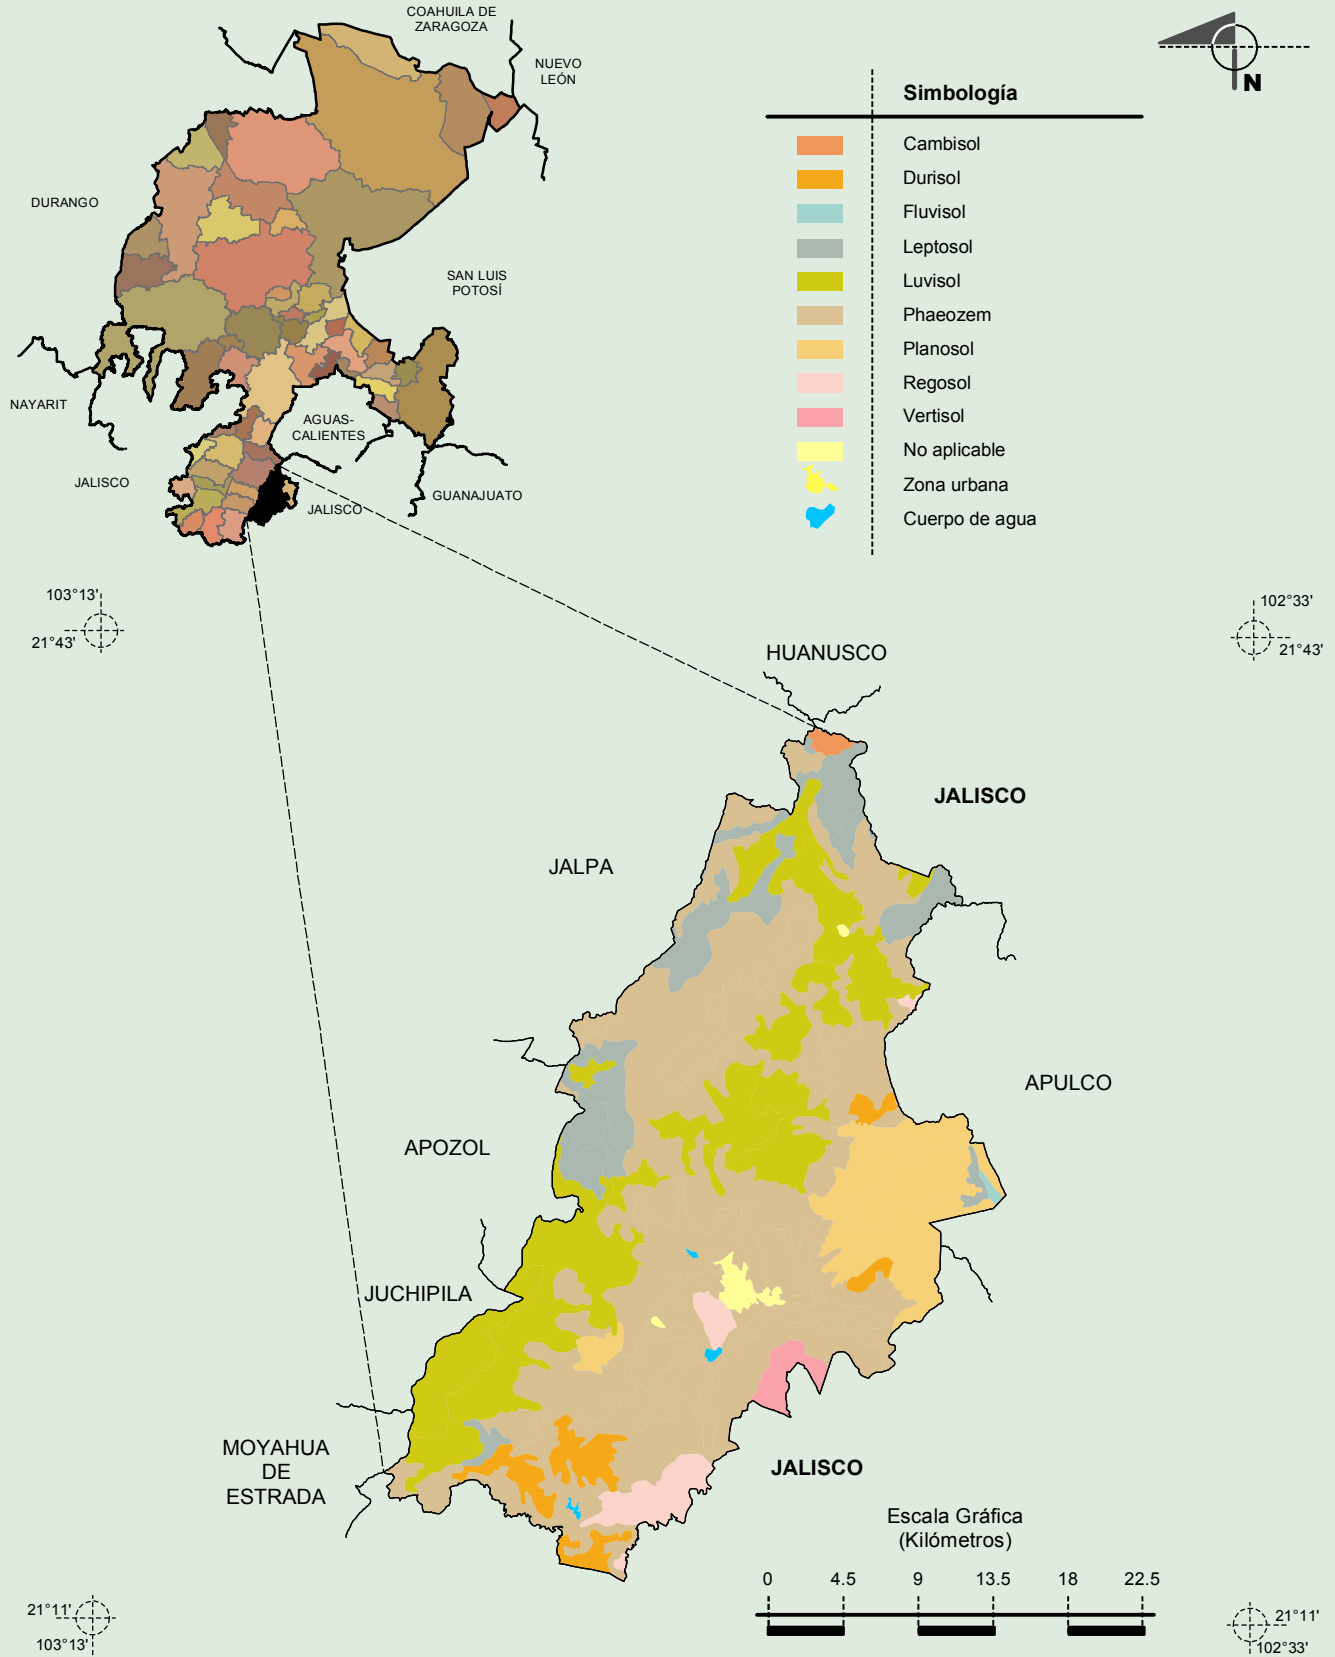 COAHUILA DE
ZARAGOZA
NUEVO
LEÓN
DURANGO
SAN LUIS
POTOSÍ
NAYARIT
AGUAS-
CALIENTES
JALISCO
GUANAJUATO
JALISCO
N
Simbología
Cambisol
Durisol
Fluvisol
Leptosol
Luvisol
Phaeozem
Planosol
Regosol
Vertisol
No aplicable
Zona urbana
Cuerpo de agua
103°13'
21°43'
102°33'
21°43'
HUANUSCO
JALISCO
JALPA
APULCO
APOZOL
JUCHIPILA
MOYAHUA
DE
ESTRADA
JALISCO
Escala Gráfica
(Kilómetros)
0 4.5 9 13.5 18 22.5
21°11'
103°13'
21°11'
102°33'